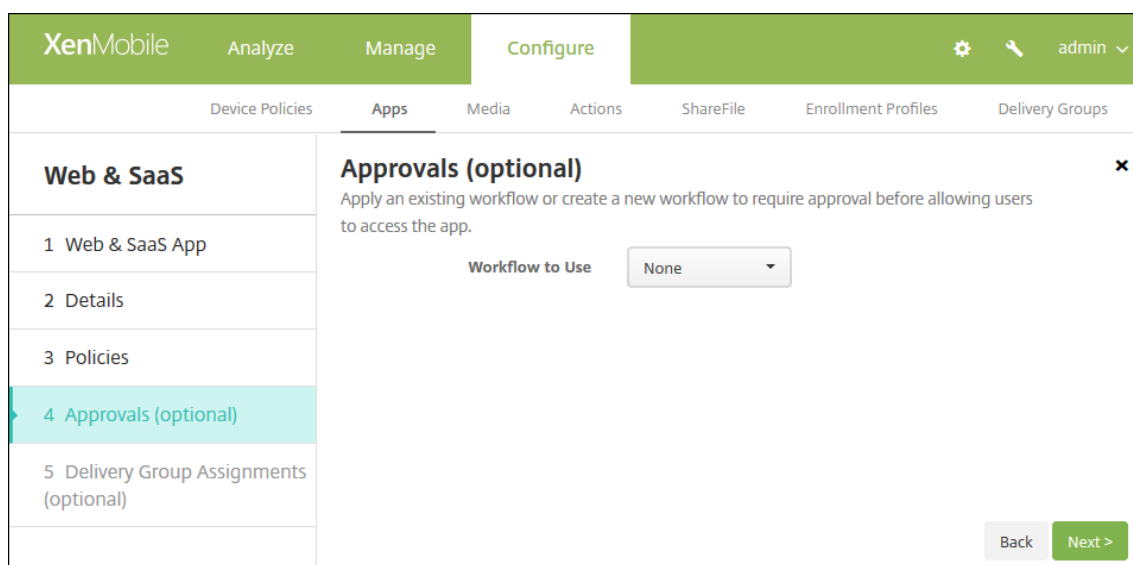 XenMobile Analyze Manage Configure admin
Device Policies Apps Media Actions ShareFile Enrollment Profiles Delivery Groups
Web & SaaS
1 Web & SaaS App
2 Details
3 Policies
4 Approvals (optional)
5 Delivery Group Assignments
(optional)
Approvals (optional)
Apply an existing workflow or create a new workflow to require approval before allowing users
to access the app.
Workflow to Use None
Back Next >